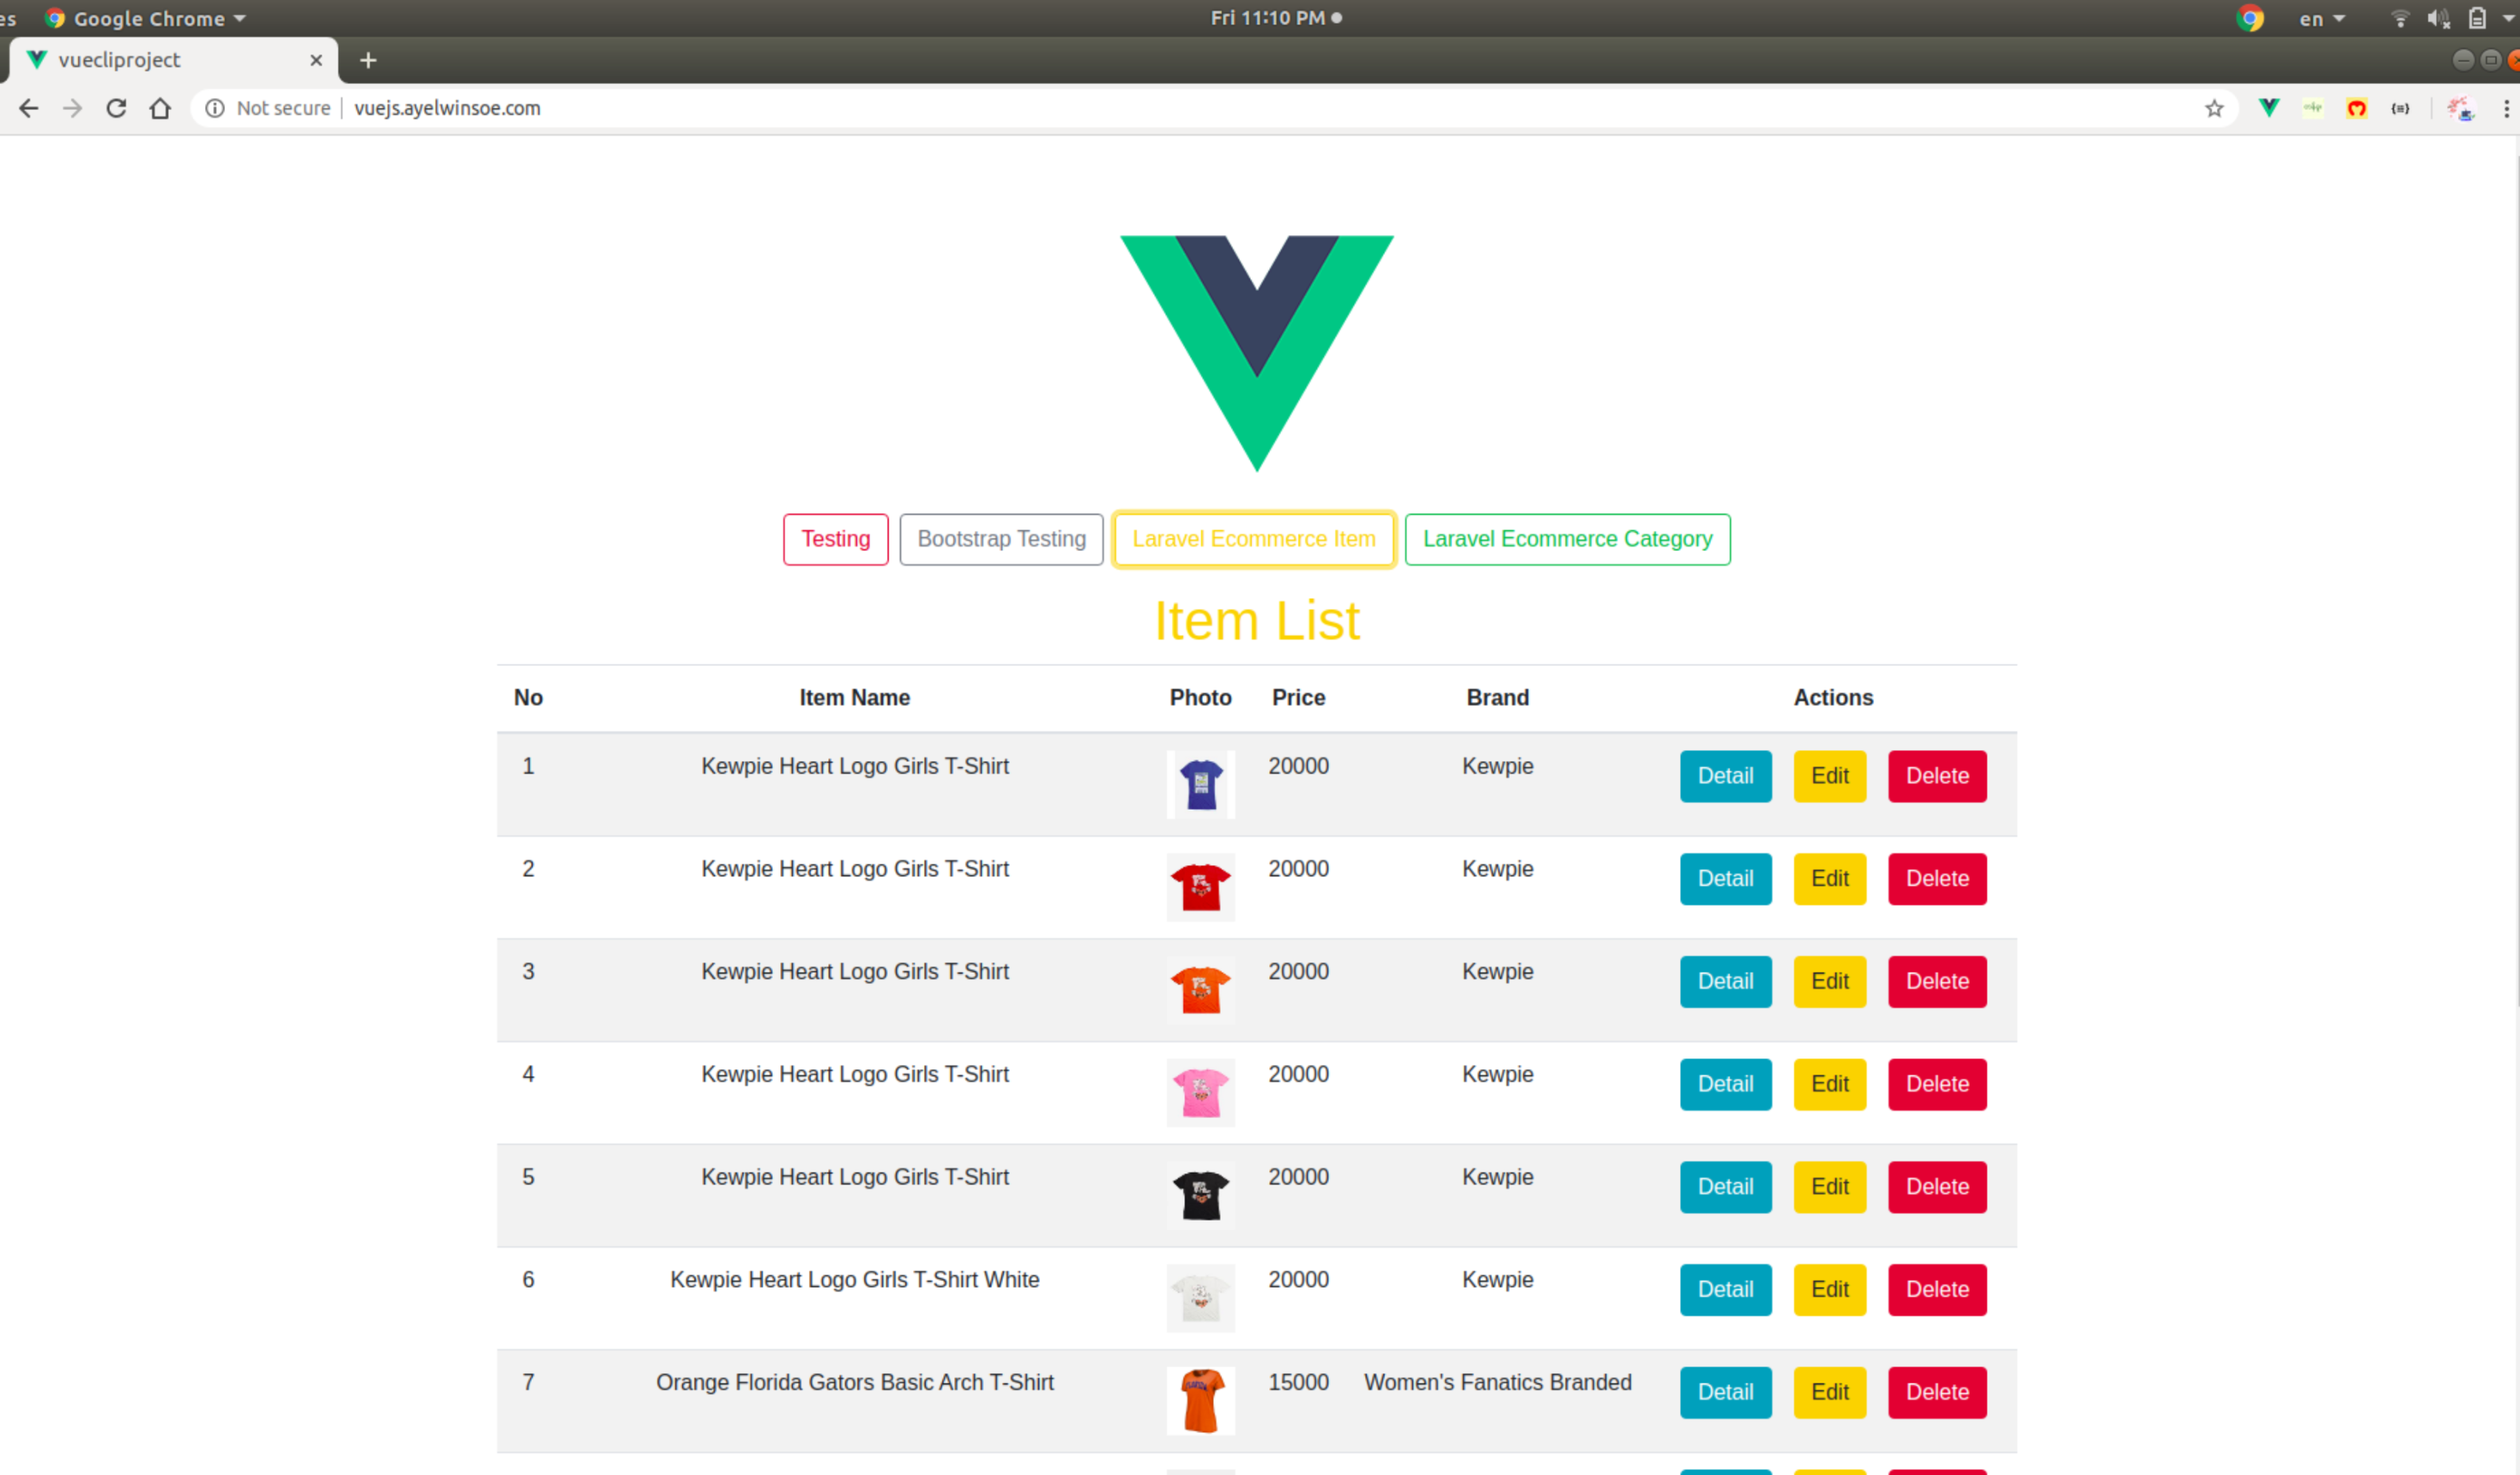 es Google Chrome Fri 11:10 PM en
vuecliproject
Not secure vuejs.ayelwinsoe.com
Testing Bootstrap Testing Laravel Ecommerce Item Laravel Ecommerce Category
Item List
No Item Name Photo Price Brand Actions
1 Kewpie Heart Logo Girls T-Shirt 20000 Kewpie Detail Edit Delete
2 Kewpie Heart Logo Girls T-Shirt 20000 Kewpie Detail Edit Delete
3 Kewpie Heart Logo Girls T-Shirt 20000 Kewpie Detail Edit Delete
4 Kewpie Heart Logo Girls T-Shirt 20000 Kewpie Detail Edit Delete
5 Kewpie Heart Logo Girls T-Shirt 20000 Kewpie Detail Edit Delete
6 Kewpie Heart Logo Girls T-Shirt White 20000 Kewpie Detail Edit Delete
7 Orange Florida Gators Basic Arch T-Shirt 15000 Women's Fanatics Branded Detail Edit Delete